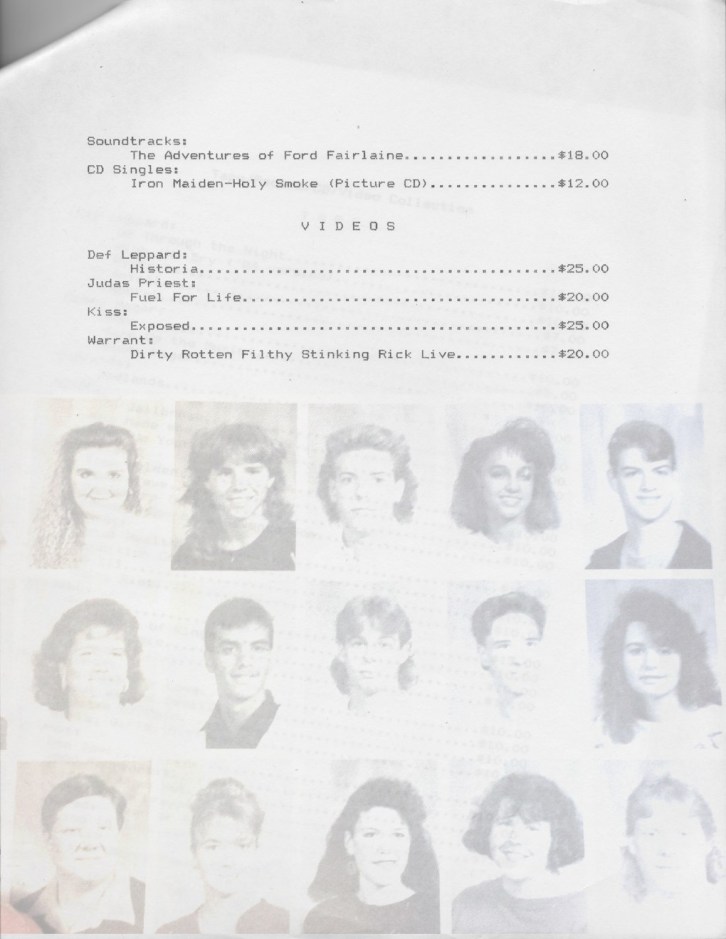 Soundtracks:
The Adventures of Ford Fairlaine..................$18.00
CD Singles:
Iron Maiden-Holy Smoke (Picture CD)...............$12.00
V I D E O S
Def Leppard:
Historia..........................................$25.00
Judas Priest:
Fuel For Life.....................................$20.00
Kiss:
Exposed...........................................$25.00
Warrant:
Dirty Rotten Filthy Stinking Rick Live............$20.00